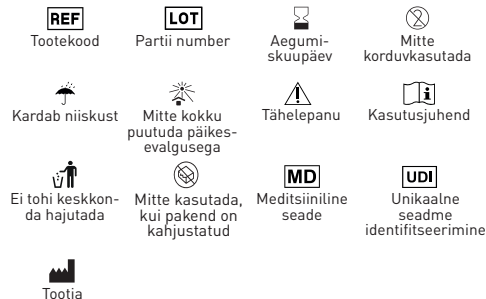 REF
Tootekood
LOT
Partii number
Aegumi-
skuupäev
2
Mitte
korduvkasutada
Kardab niiskust
Mitte kokku
puutuda päikes-
evalgusega
Tähelepanu
i
Kasutusjuhend
Ei tohi keskkon-
da hajutada
Mitte kasutada,
kui pakend on
kahjustatud
MD
Meditsiiniline
seade
UDI
Unikaalne
seadme
identifitseerimine
Tootja